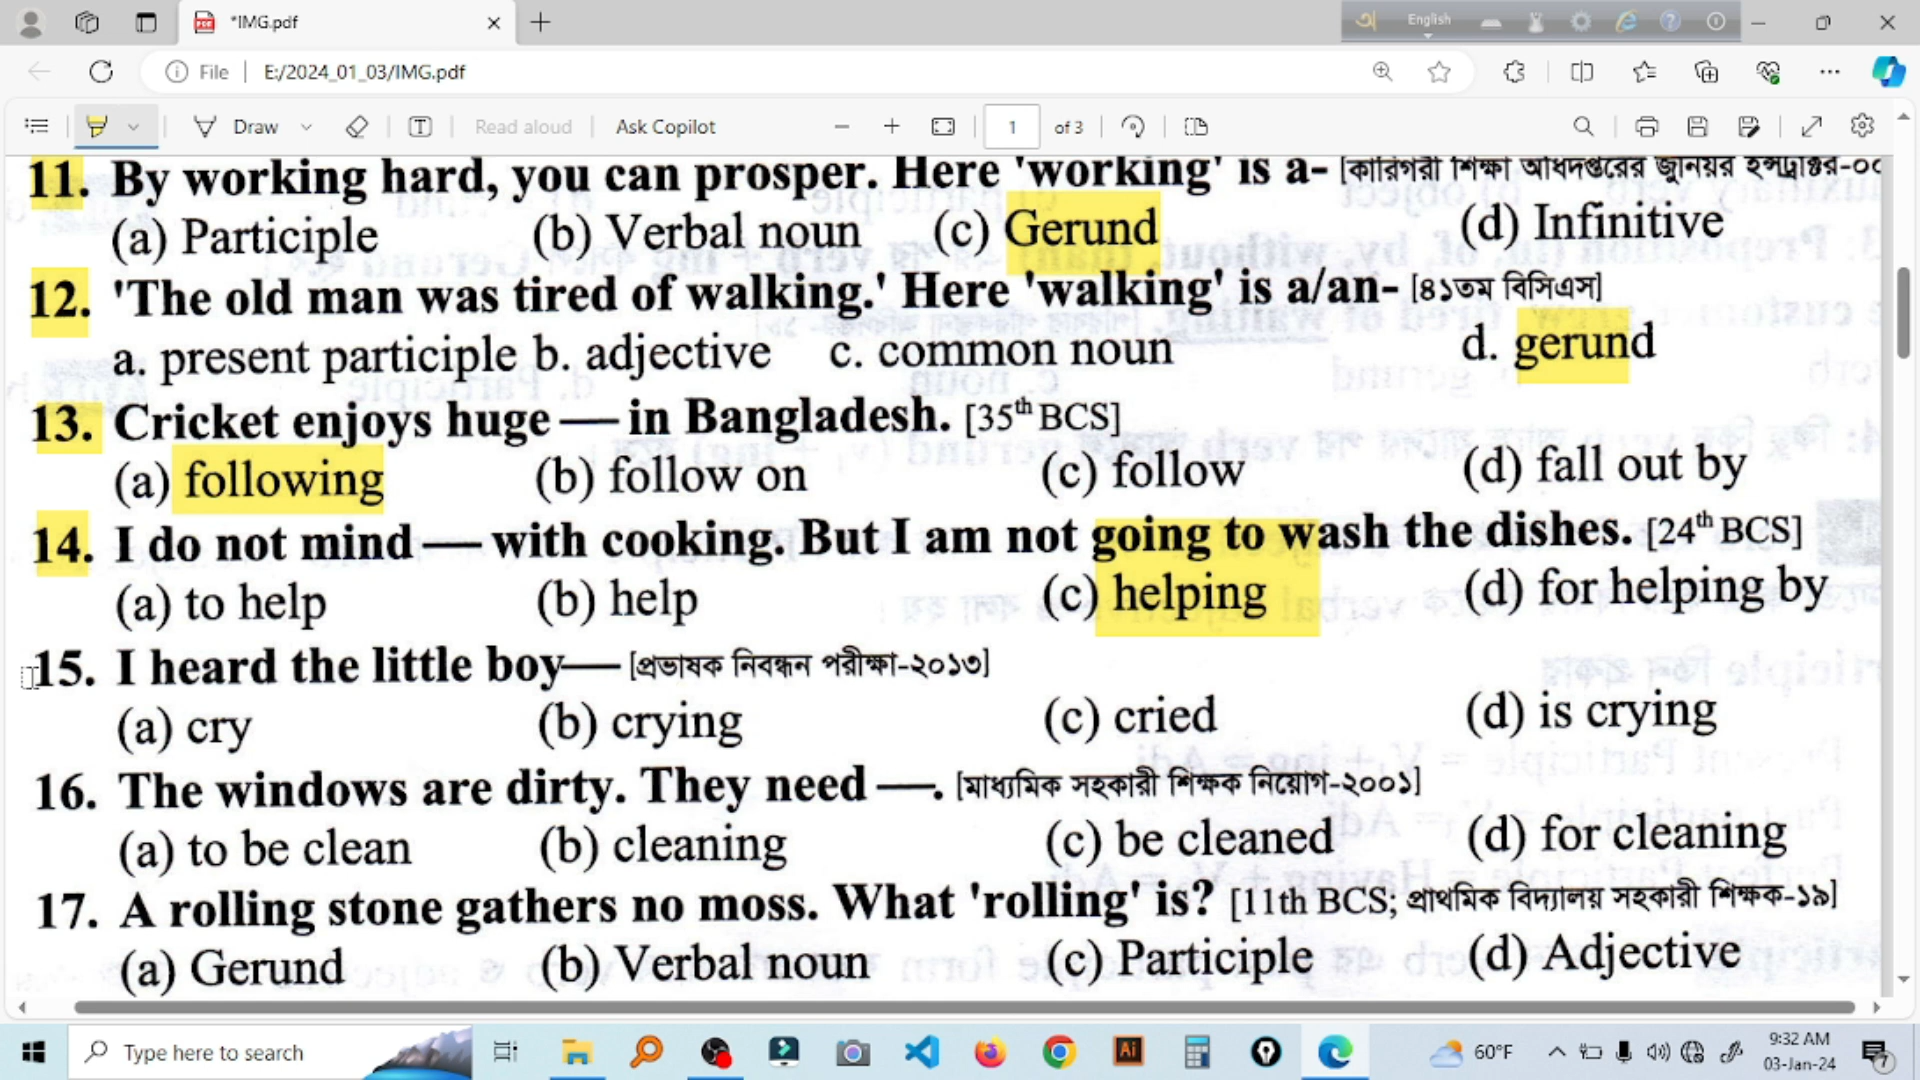 *IMG.pdf
English
File
E:/2024_01_03/IMG.pdf
Draw
Read aloud
Ask Copilot
1
of 3
11. By working hard, you can prosper. Here 'working' is a-
(a) Participle (b) Verbal noun (c) Gerund (d) Infinitive
12. 'The old man was tired of walking.' Here 'walking' is a/an- [৪১তম বিসিএস]
a. present participle b. adjective c. common noun d. gerund
13. Cricket enjoys huge — in Bangladesh. [35th BCS]
(a) following (b) follow on (c) follow (d) fall out by
14. I do not mind — with cooking. But I am not going to wash the dishes. [24th BCS]
(a) to help (b) help (c) helping (d) for helping by
15. I heard the little boy— [প্রভাষক নিবন্ধন পরীক্ষা-২০১৩]
(a) cry (b) crying (c) cried (d) is crying
16. The windows are dirty. They need —. [মাধ্যমিক সহকারী শিক্ষক নিয়োগ-২০০১]
(a) to be clean (b) cleaning (c) be cleaned (d) for cleaning
17. A rolling stone gathers no moss. What 'rolling' is? [11th BCS; প্রাথমিক বিদ্যালয় সহকারী শিক্ষক-১৯]
(a) Gerund (b) Verbal noun (c) Participle (d) Adjective
Type here to search
Ai
60°F
9:32 AM
03-Jan-24
7